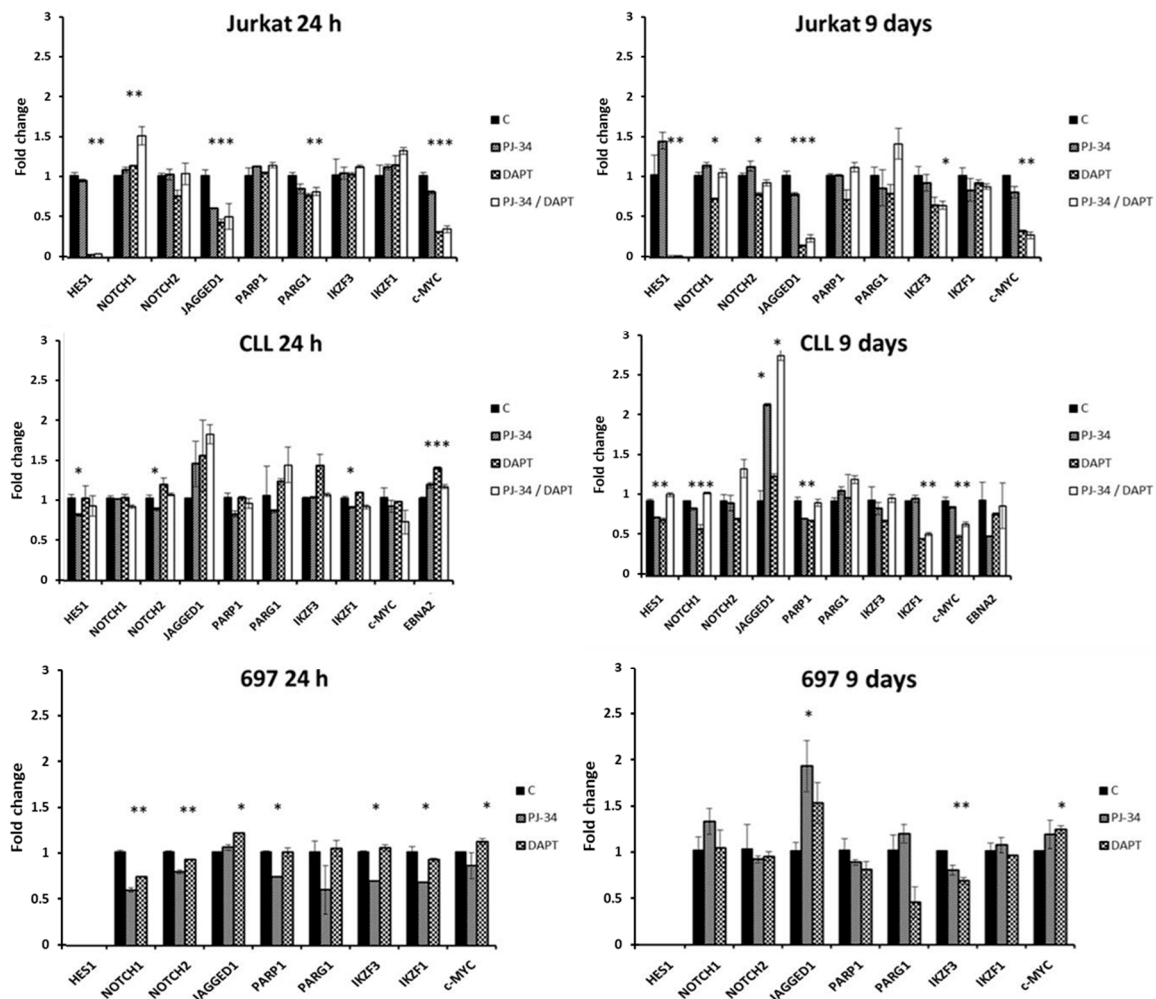 Jurkat 24 h
Fold change
3
2.5
2
1.5
1
0.5
0
** ** *** ** ***
HES1 NOTCH1 NOTCH2 JAGGED1 PARP1 PARG1 IKZF3 IKZF1 c-MYC
C
PJ-34
DAPT
PJ-34 / DAPT
Jurkat 9 days
Fold change
3
2.5
2
1.5
1
0.5
0
** * * *** * **
HES1 NOTCH1 NOTCH2 JAGGED1 PARP1 PARG1 IKZF3 IKZF1 c-MYC
C
PJ-34
DAPT
PJ-34 / DAPT
CLL 24 h
Fold change
3
2.5
2
1.5
1
0.5
0
* * * ***
HES1 NOTCH1 NOTCH2 JAGGED1 PARP1 PARG1 IKZF3 IKZF1 c-MYC EBNA2
C
PJ-34
DAPT
PJ-34 / DAPT
CLL 9 days
Fold change
3
2.5
2
1.5
1
0.5
0
** *** * * ** ** **
HES1 NOTCH1 NOTCH2 JAGGED1 PARP1 PARG1 IKZF3 IKZF1 c-MYC EBNA2
C
PJ-34
DAPT
PJ-34 / DAPT
697 24 h
Fold change
3
2.5
2
1.5
1
0.5
0
** ** * * * * *
HES1 NOTCH1 NOTCH2 JAGGED1 PARP1 PARG1 IKZF3 IKZF1 c-MYC
C
PJ-34
DAPT
697 9 days
Fold change
3
2.5
2
1.5
1
0.5
0
* ** *
HES1 NOTCH1 NOTCH2 JAGGED1 PARP1 PARG1 IKZF3 IKZF1 c-MYC
C
PJ-34
DAPT